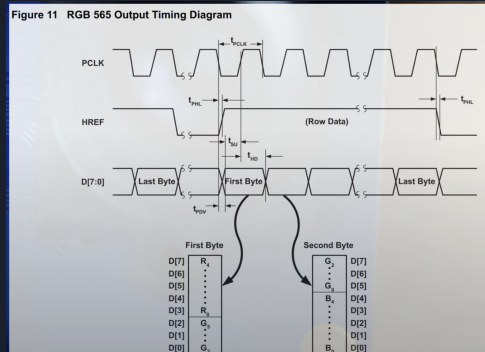 Figure 11 RGB 565 Output Timing Diagram
tPCLK
PCLK
tPHL
tPHL
HREF
(Row Data)
tSU
tHD
D[7:0]
Last Byte
First Byte
Last Byte
tPDV
First Byte
Second Byte
D[7] R4
G2 D[7]
D[6]
D[6]
D[5]
G0 D[5]
D[4]
B4 D[4]
D[3] R0
D[3]
D[2] G5
D[2]
D[1]
D[1]
D[0] G3
B0 D[0]